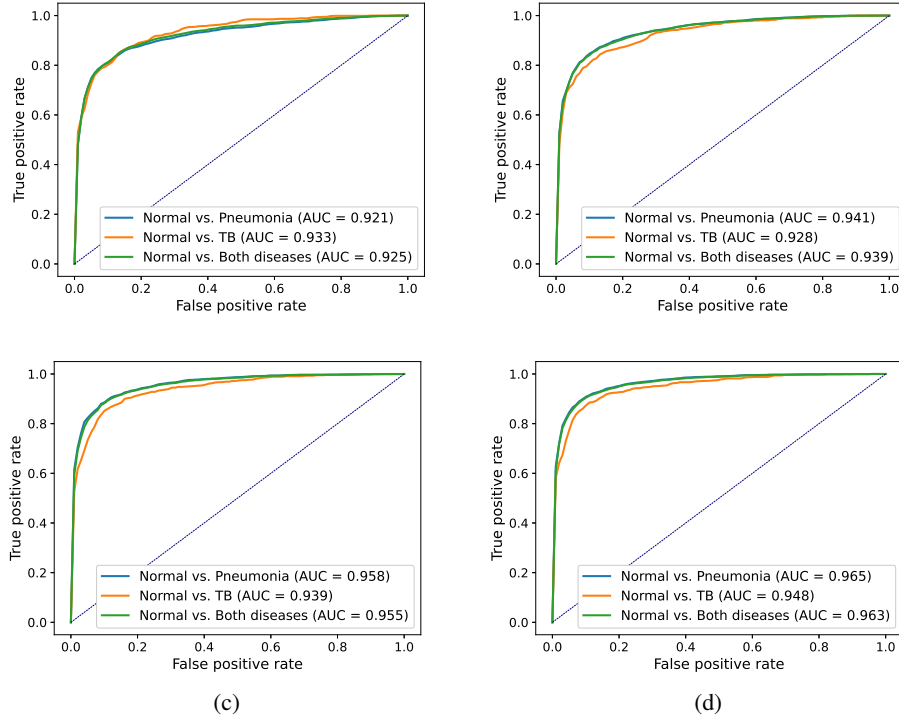 1.0
0.8
0.6
0.4
0.2
0.0
True positive rate
Normal vs. Pneumonia (AUC = 0.921)
Normal vs. TB (AUC = 0.933)
Normal vs. Both diseases (AUC = 0.925)
0.0 0.2 0.4 0.6 0.8 1.0
False positive rate
1.0
0.8
0.6
0.4
0.2
0.0
True positive rate
Normal vs. Pneumonia (AUC = 0.941)
Normal vs. TB (AUC = 0.928)
Normal vs. Both diseases (AUC = 0.939)
0.0 0.2 0.4 0.6 0.8 1.0
False positive rate
1.0
0.8
0.6
0.4
0.2
0.0
True positive rate
Normal vs. Pneumonia (AUC = 0.958)
Normal vs. TB (AUC = 0.939)
Normal vs. Both diseases (AUC = 0.955)
0.0 0.2 0.4 0.6 0.8 1.0
False positive rate
(c)
1.0
0.8
0.6
0.4
0.2
0.0
True positive rate
Normal vs. Pneumonia (AUC = 0.965)
Normal vs. TB (AUC = 0.948)
Normal vs. Both diseases (AUC = 0.963)
0.0 0.2 0.4 0.6 0.8 1.0
False positive rate
(d)